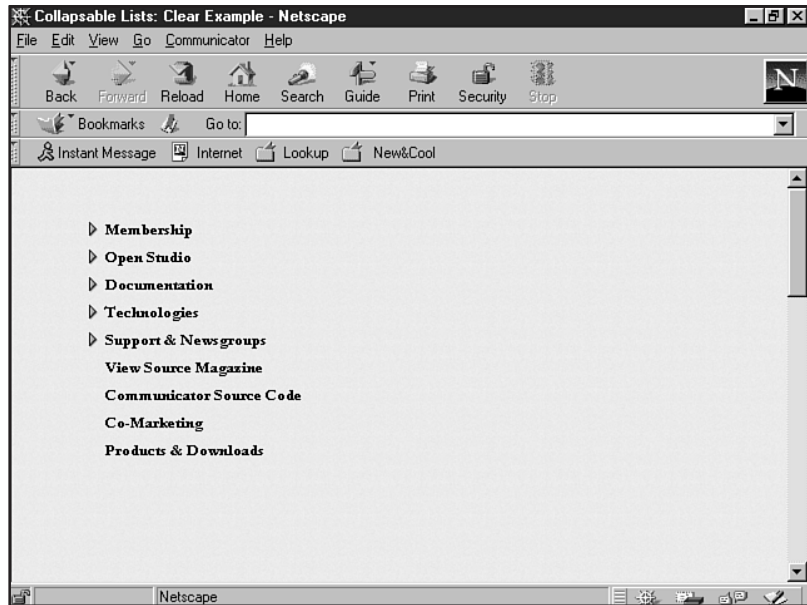 Collapsable Lists: Clear Example - Netscape
File Edit View Go Communicator Help
Back Forward Reload Home Search Guide Print Security Stop
N
Bookmarks Go to:
Instant Message Internet Lookup New&Cool
Membership
Open Studio
Documentation
Technologies
Support & Newsgroups
View Source Magazine
Communicator Source Code
Co-Marketing
Products & Downloads
Netscape